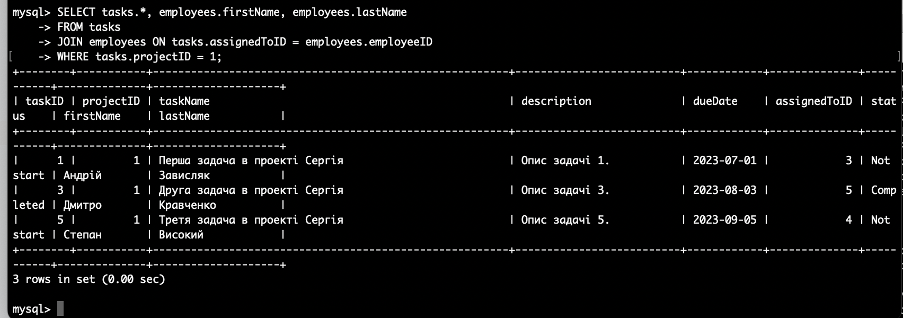 mysql> SELECT tasks.*, employees.firstName, employees.lastName
    -> FROM tasks
    -> JOIN employees ON tasks.assignedToID = employees.employeeID
    -> WHERE tasks.projectID = 1;
+--------+-----------+----------------------------------------------------------+---------------------------+------------+--------------+-----
------+--------------+---------------------+
| taskID | projectID | taskName | description | dueDate | assignedToID | stat
us | firstName | lastName |
+--------+-----------+----------------------------------------------------------+---------------------------+------------+--------------+-----
------+--------------+---------------------+
| 1 | 1 | Перша задача в проекті Сергія | Опис задачі 1. | 2023-07-01 | 3 | Not
start | Андрій | Зависляк |
| 3 | 1 | Друга задача в проекті Сергія | Опис задачі 3. | 2023-08-03 | 5 | Comp
leted | Дмитро | Кравченко |
| 5 | 1 | Третя задача в проекті Сергія | Опис задачі 5. | 2023-09-05 | 4 | Not
start | Степан | Високий |
+--------+-----------+----------------------------------------------------------+---------------------------+------------+--------------+-----
------+--------------+---------------------+
3 rows in set (0.00 sec)
mysql>